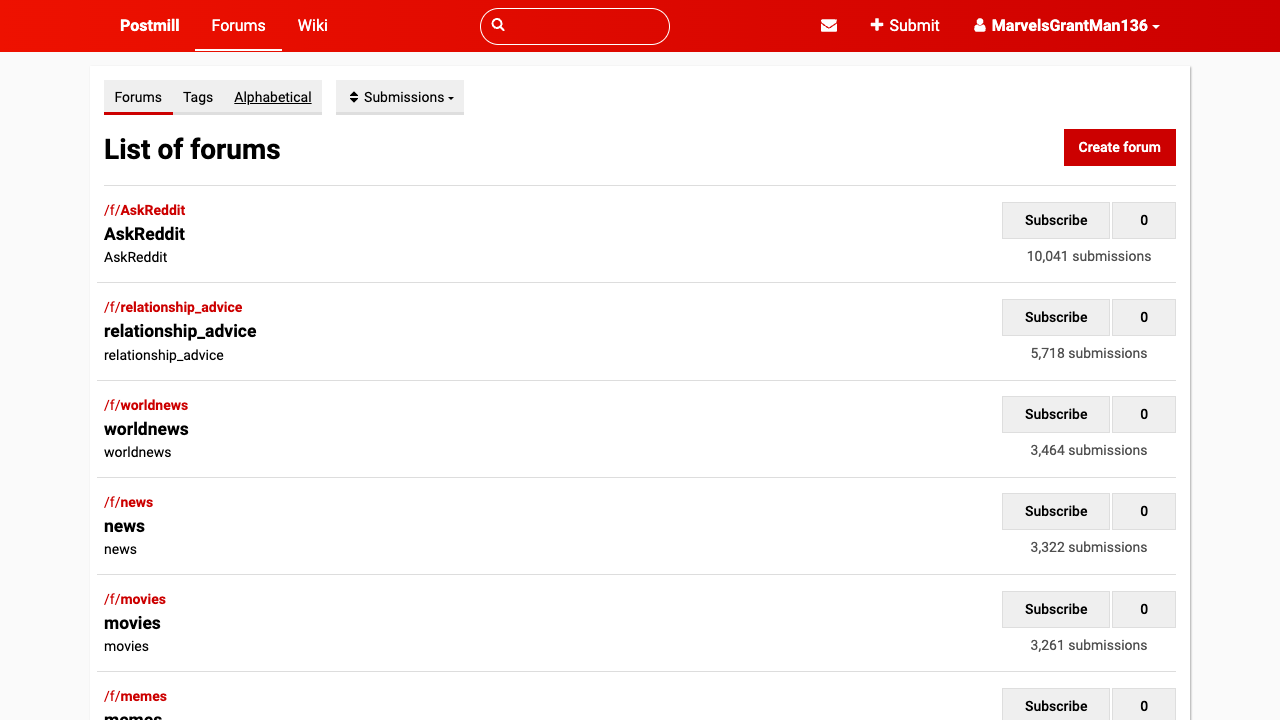 Postmill Forums Wiki Submit MarvelsGrantMan136
Forums Tags Alphabetical Submissions
List of forums Create forum
/f/AskReddit
AskReddit
AskReddit
Subscribe 0
10,041 submissions
/f/relationship_advice
relationship_advice
relationship_advice
Subscribe 0
5,718 submissions
/f/worldnews
worldnews
worldnews
Subscribe 0
3,464 submissions
/f/news
news
news
Subscribe 0
3,322 submissions
/f/movies
movies
movies
Subscribe 0
3,261 submissions
/f/memes
memes
Subscribe 0